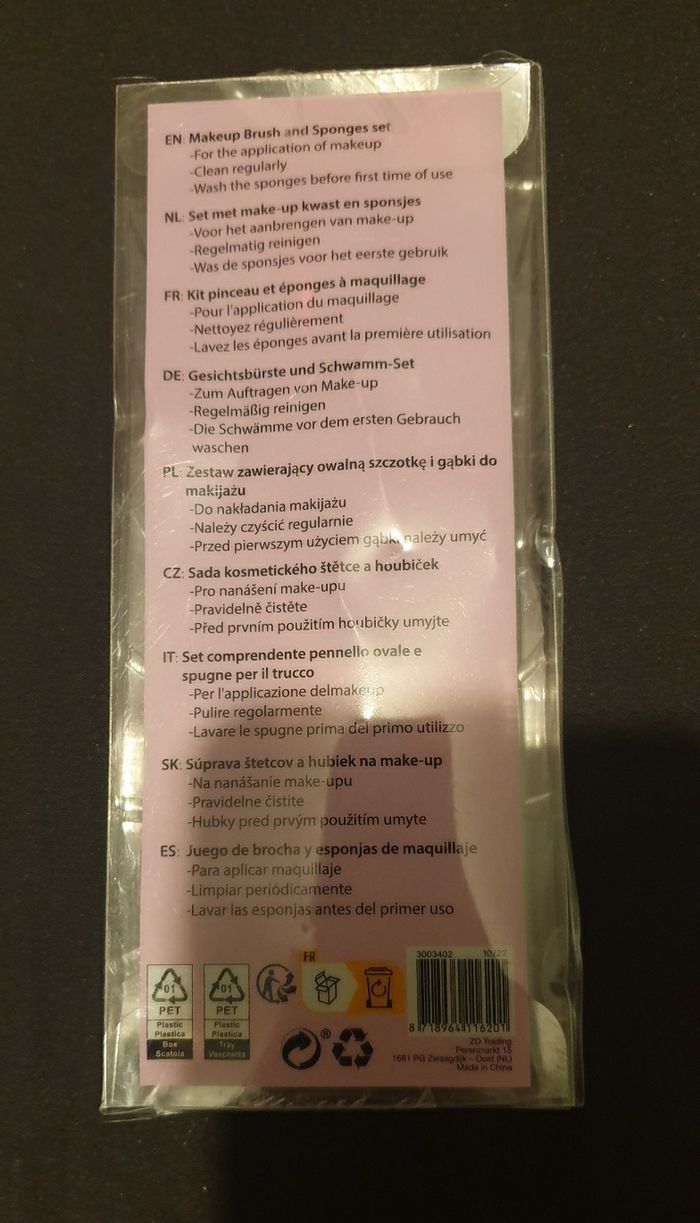 EN: Makeup Brush and Sponges set
-For the application of makeup
-Clean regularly
-Wash the sponges before first time of use
NL: Set met make-up kwast en sponsjes
-Voor het aanbrengen van make-up
-Regelmatig reinigen
-Was de sponsjes voor het eerste gebruik
FR: Kit pinceau et éponges à maquillage
-Pour l'application du maquillage
-Nettoyez régulièrement
-Lavez les éponges avant la première utilisation
DE: Gesichtsbürste und Schwamm-Set
-Zum Auftragen von Make-up
-Regelmäßig reinigen
-Die Schwämme vor dem ersten Gebrauch
waschen
PL: Zestaw zawierający owalną szczotkę i gąbki do
makijażu
-Do nakładania makijażu
-Należy czyścić regularnie
-Przed pierwszym użyciem gąbki należy umyć
CZ: Sada kosmetického štětce a houbiček
-Pro nanášení make-upu
-Pravidelně čistěte
-Před prvním použitím houbičky umyjte
IT: Set comprendente pennello ovale e
spugne per il trucco
-Per l'applicazione delmakeup
-Pulire regolarmente
-Lavare le spugne prima del primo utilizzo
SK: Súprava štetcov a hubiek na make-up
-Na nanášanie make-upu
-Pravidelne čistite
-Hubky pred prvým použitím umyte
ES: Juego de brocha y esponjas de maquillaje
-Para aplicar maquillaje
-Limpiar periódicamente
-Lavar las esponjas antes del primer uso
FR
3003402 10/22
01 01
PET PET
Plastic Plastic
Plastica Plastica
Box Tray
Scatola Vaschetta
®
8 718964 116201
ZD Trading
Perenmarkt 15
1681 PG Zwaagdijk – Oost (NL)
Made in China